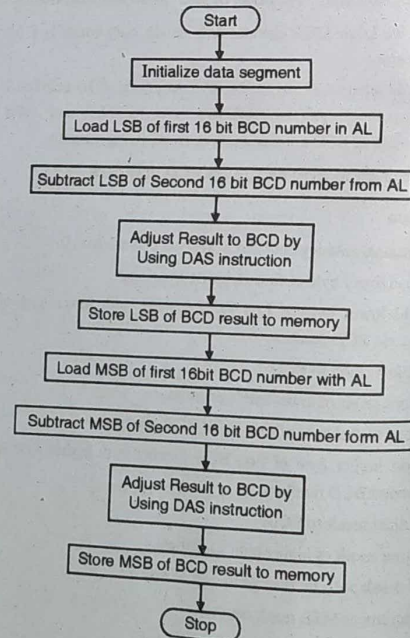 Start
Initialize data segment
Load LSB of first 16 bit BCD number in AL
Subtract LSB of Second 16 bit BCD number from AL
Adjust Result to BCD by
Using DAS instruction
Store LSB of BCD result to memory
Load MSB of first 16bit BCD number with AL
Subtract MSB of Second 16 bit BCD number form AL
Adjust Result to BCD by
Using DAS instruction
Store MSB of BCD result to memory
Stop